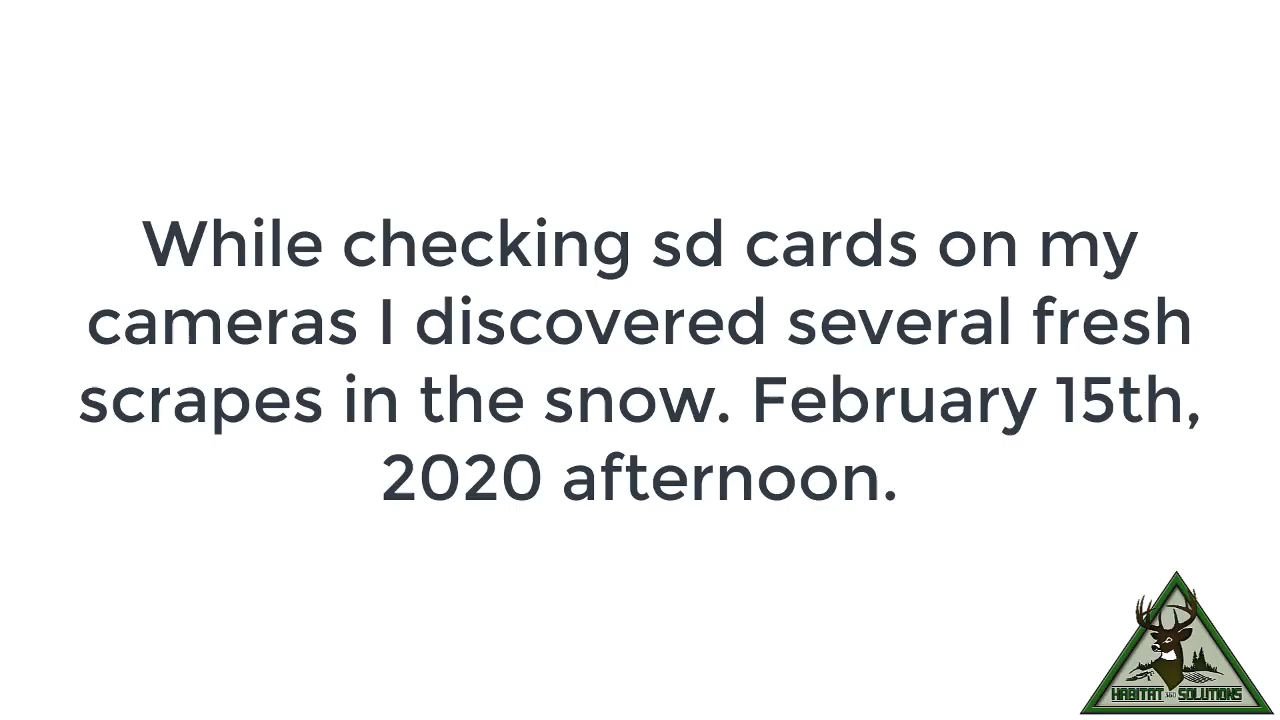 While checking sd cards on my
cameras I discovered several fresh
scrapes in the snow. February 15th,
2020 afternoon.
HABITAT 360 SOLUTIONS